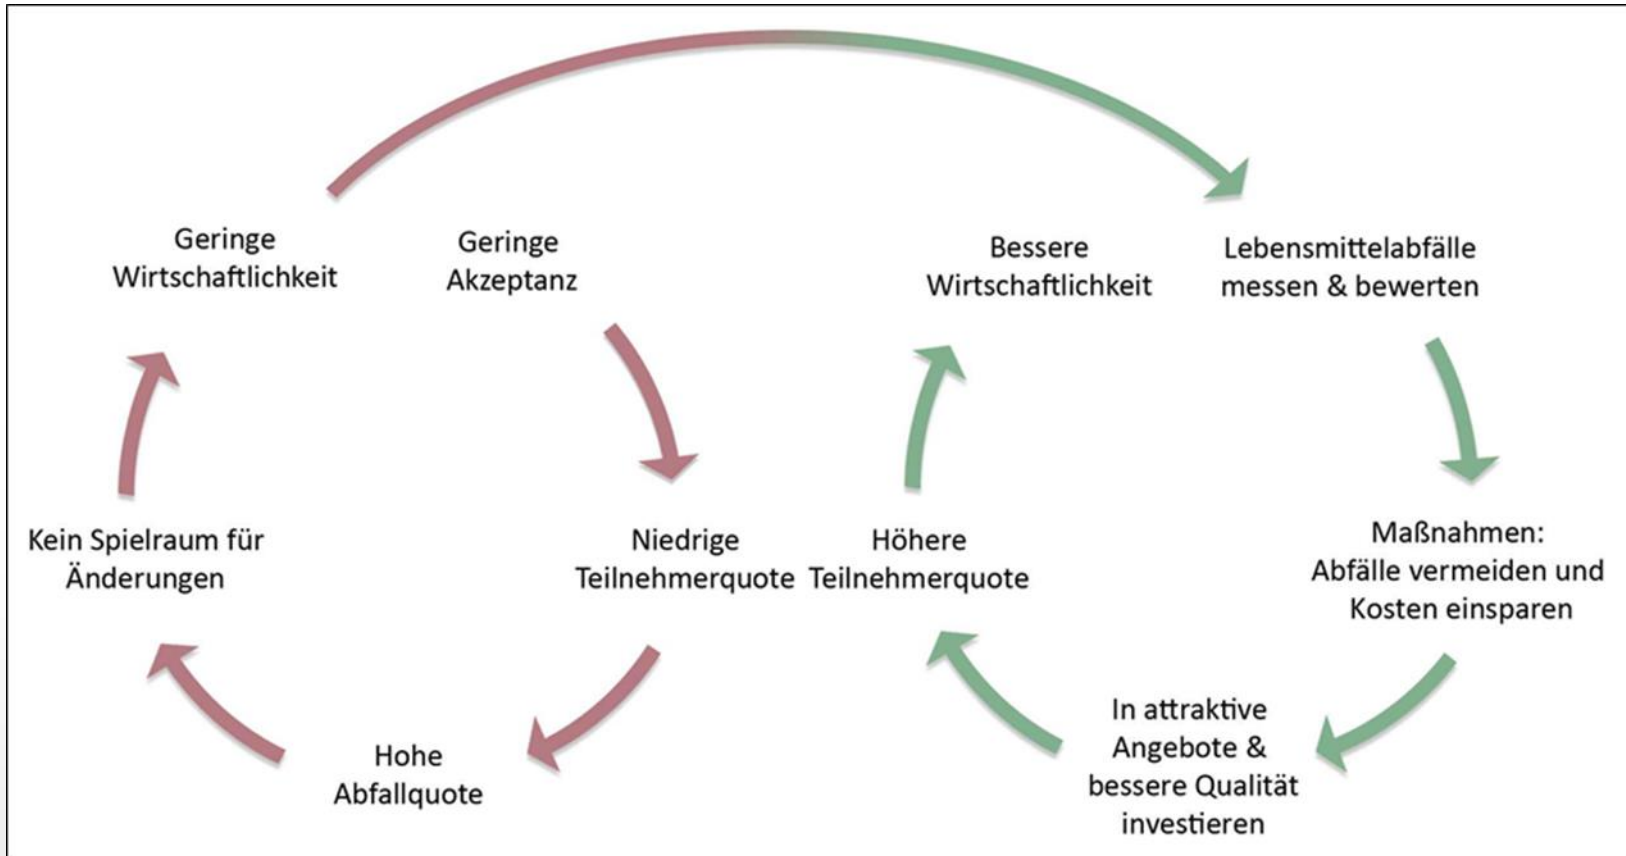 Geringe
Wirtschaftlichkeit
Geringe
Akzeptanz
Bessere
Wirtschaftlichkeit
Lebensmittelabfälle
messen & bewerten
Kein Spielraum für
Änderungen
Niedrige
Teilnehmerquote
Höhere
Teilnehmerquote
Maßnahmen:
Abfälle vermeiden und
Kosten einsparen
Hohe
Abfallquote
In attraktive
Angebote &
bessere Qualität
investieren